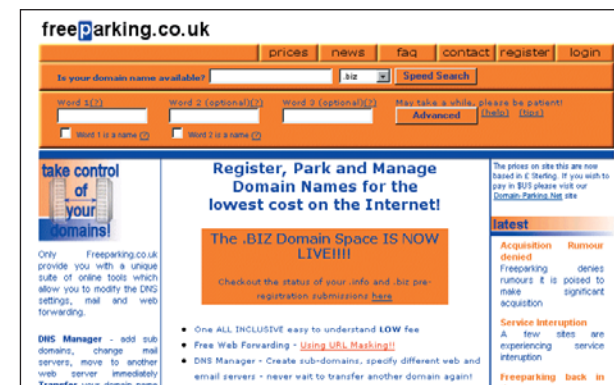 freeparking.co.uk
prices news faq contact register login
Is your domain name available? .biz Speed Search
Word 1(?) Word 2 (optional)(?) Word 3 (optional)(?) May take a while, please be patient!
Advanced (help) (tips)
Word 1 is a name (?) Word 2 is a name (?)
take control
of
your
domains!
Only Freeparking.co.uk
provide you with a unique
suite of online tools which
allow you to modify the DNS
settings, mail and web
forwarding.
DNS Manager - add sub
domains, change mail
servers, move to another
web server immediately
Transfer your domain name
Register, Park and Manage
Domain Names for the
lowest cost on the Internet!
The .BIZ Domain Space IS NOW
LIVE!!!!
Checkout the status of your .info and .biz pre-
registration submissions here
One ALL INCLUSIVE easy to understand LOW fee
Free Web Forwarding - Using URL Masking!!
DNS Manager - Create sub-domains, specify different web and
email servers - never wait to transfer another domain again!
The prices on site this are now
based in £ Sterling. If you wish to
pay in $US please visit our
Domain-Parking.Net site
latest
Acquisition Rumour
denied
Freeparking denies
rumours it is poised to
make significant
acquisition
Service Interuption
A few sites are
experiencing service
interuption
Freeparking back in